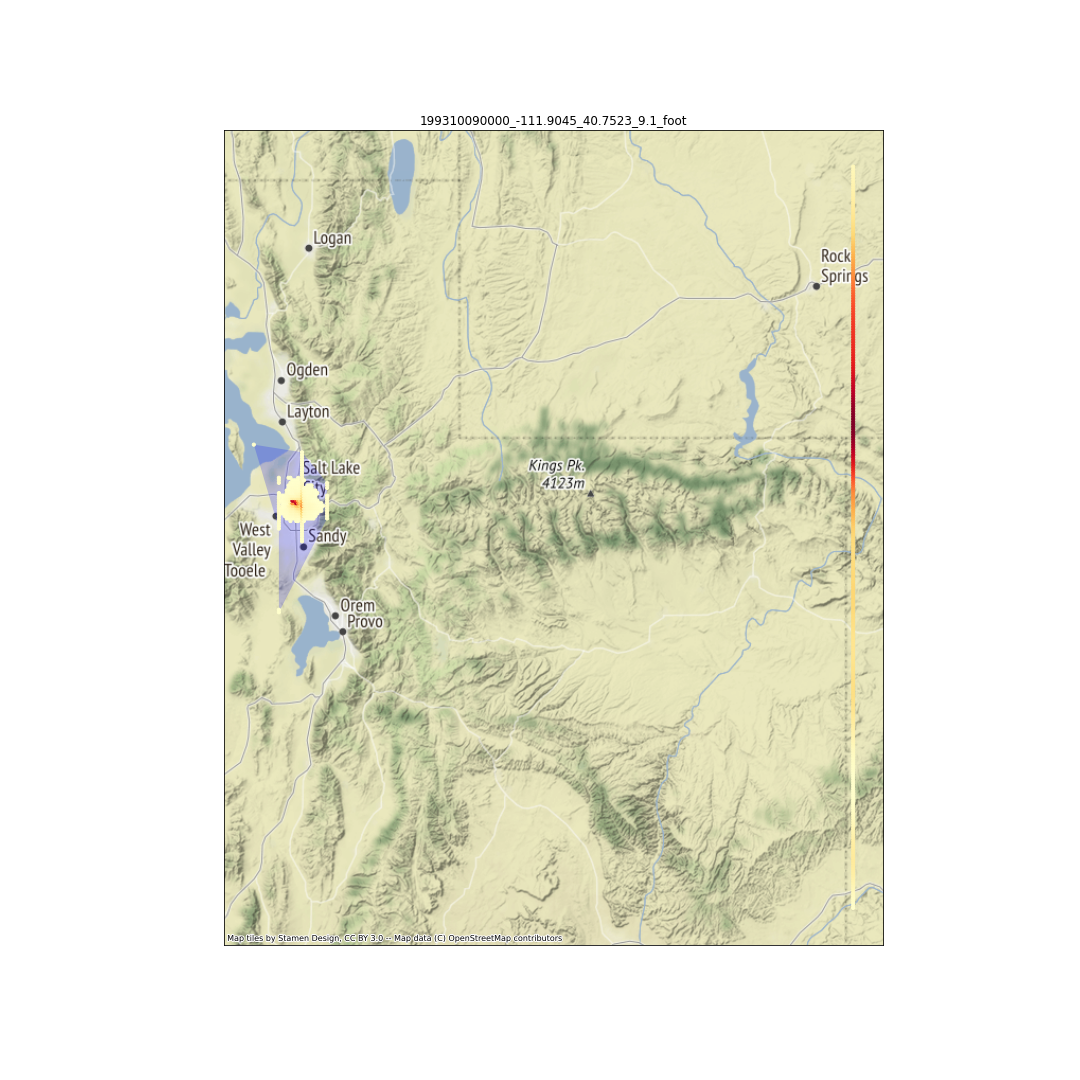 199310090000_-111.9045_40.7523_9.1_foot
Logan
Rock
Springs
Ogden
Layton
Salt Lake
City
Kings Pk.
4123m
West
Valley
Sandy
Tooele
Orem
Provo
Map tiles by Stamen Design, CC BY 3.0 -- Map data (C) OpenStreetMap contributors